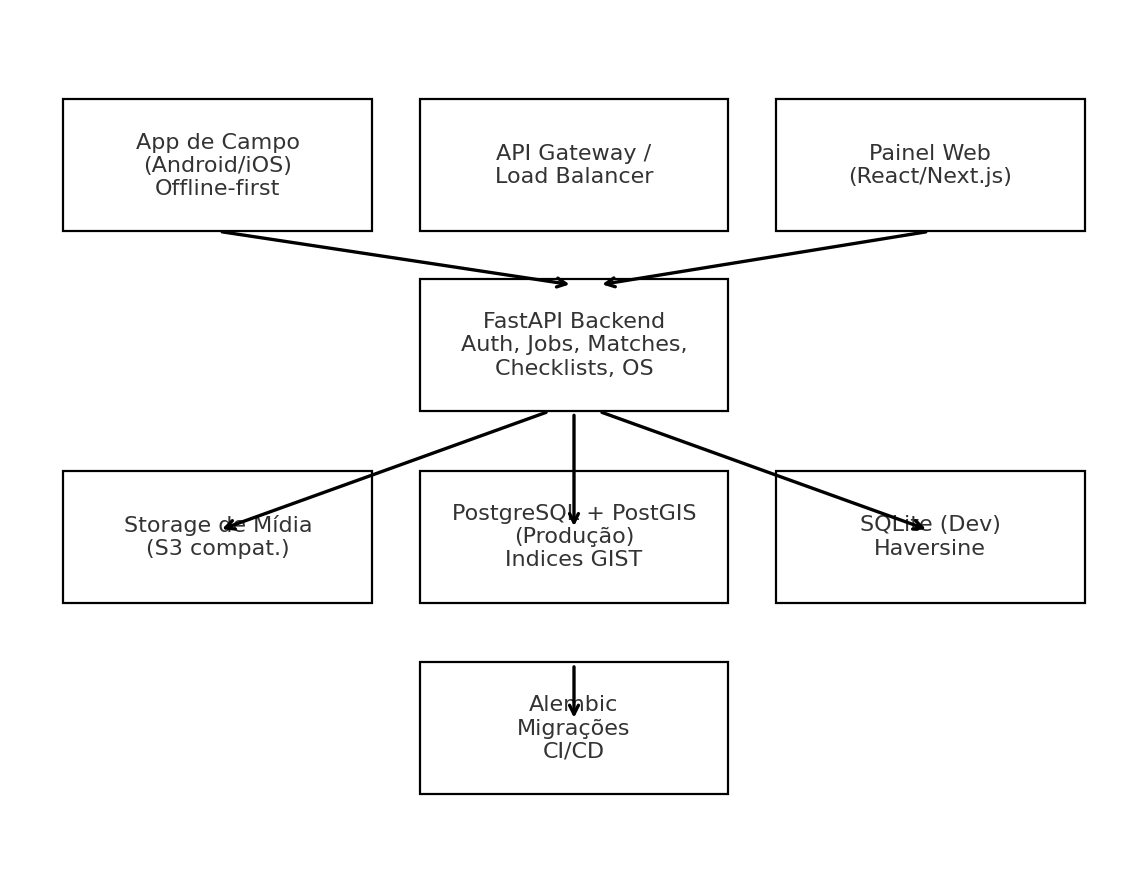 App de Campo
(Android/iOS)
Offline-first
API Gateway /
Load Balancer
Painel Web
(React/Next.js)
FastAPI Backend
Auth, Jobs, Matches,
Checklists, OS
Storage de Mídia
(S3 compat.)
PostgreSQL + PostGIS
(Produção)
Indices GIST
SQLite (Dev)
Haversine
Alembic
Migrações
CI/CD